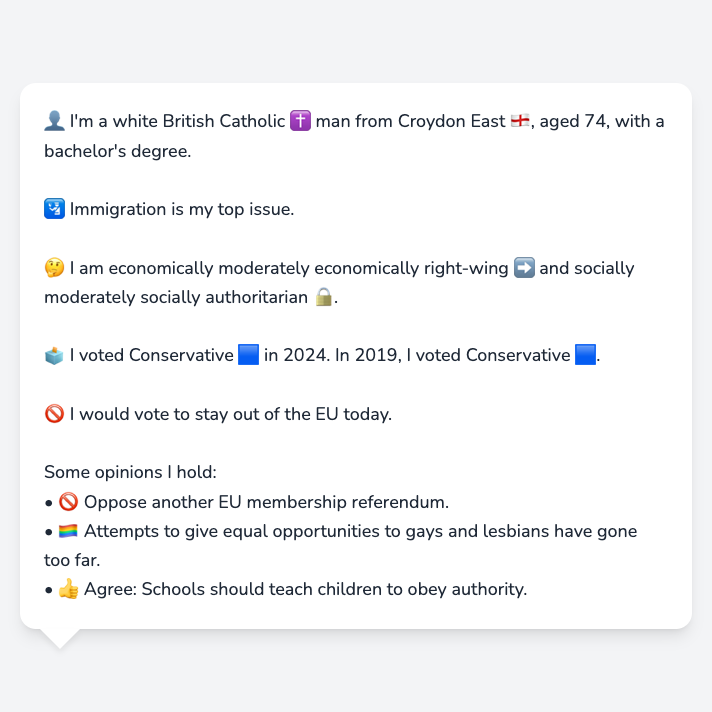 👤 I'm a white British Catholic ✝️ man from Croydon East 🏴󠁧󠁢󠁥󠁮󠁧󠁿, aged 74, with a
bachelor's degree.
🛂 Immigration is my top issue.
🤔 I am economically moderately economically right-wing ➡️ and socially
moderately socially authoritarian 🔒.
🗳️ I voted Conservative 🟦 in 2024. In 2019, I voted Conservative 🟦.
🚫 I would vote to stay out of the EU today.
Some opinions I hold:
• 🚫 Oppose another EU membership referendum.
• 🏳️‍🌈 Attempts to give equal opportunities to gays and lesbians have gone
too far.
• 👍 Agree: Schools should teach children to obey authority.